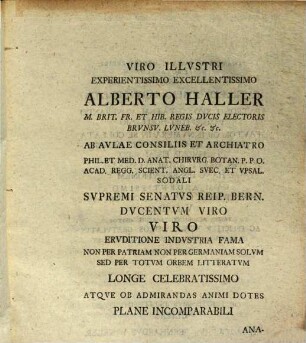 VIRO ILLVSTRI
EXPERIENTISSIMO EXCELLENTISSIMO
ALBERTO HALLER
M. BRIT. FR. ET HIB. REGIS DVCIS ELECTORIS
BRVNSV. LVNEB. &c. &c.
AB AVLAE CONSILIIS ET ARCHIATRO
PHIL. ET MED. D. ANAT. CHIRVRG. BOTAN. P. P. O.
ACAD. REGG. SCIENT. ANGL. SVEC. ET VPSAL.
SODALI
SVPREMI SENATVS REIP. BERN.
DVCENTVM VIRO
VIRO
ERVDITIONE INDVSTRIA FAMA
NON PER PATRIAM NON PER GERMANIAM SOLVM
SED PER TOTVM ORBEM LITTERATVM
LONGE CELEBRATISSIMO
ATQVE OB ADMIRANDAS ANIMI DOTES
PLANE INCOMPARABILI
ANA-